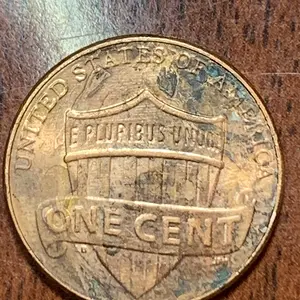 UNITED STATES OF AMERICA
E PLURIBUS UNUM
ONE CENT